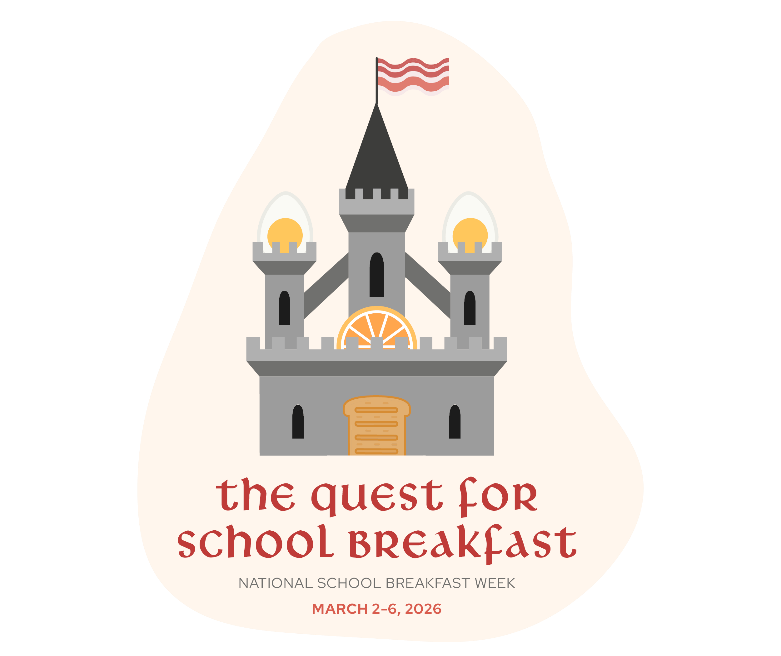 the quest for
school breakfast
NATIONAL SCHOOL BREAKFAST WEEK
MARCH 2-6, 2026